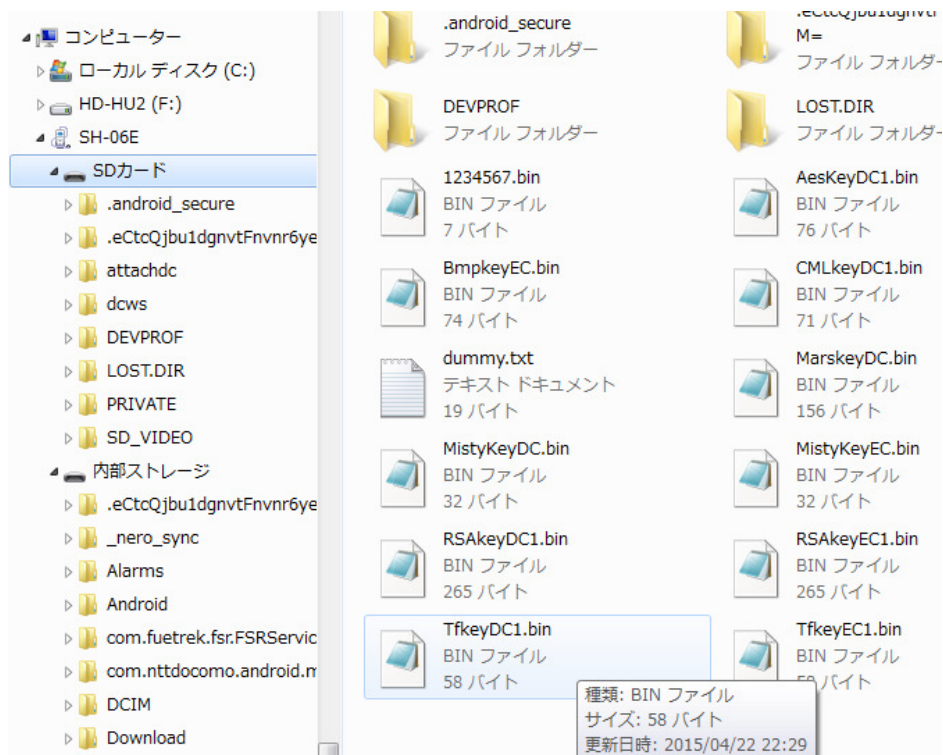 コンピューター
ローカル ディスク (C:)
HD-HU2 (F:)
SH-06E
SDカード
.android_secure
.eCtcQjbu1dgnvtFnvnr6ye
attachdc
dcws
DEVPROF
LOST.DIR
PRIVATE
SD_VIDEO
内部ストレージ
.eCtcQjbu1dgnvtFnvnr6ye
_nero_sync
Alarms
Android
com.fuetrek.fsr.FSRServic
com.nttdocomo.android.m
DCIM
Download
.android_secure
ファイル フォルダー
M=
ファイル フォルダー
DEVPROF
ファイル フォルダー
LOST.DIR
ファイル フォルダー
1234567.bin
BIN ファイル
7 バイト
AesKeyDC1.bin
BIN ファイル
76 バイト
BmpkeyEC.bin
BIN ファイル
74 バイト
CMLkeyDC1.bin
BIN ファイル
71 バイト
dummy.txt
テキスト ドキュメント
19 バイト
MarskeyDC.bin
BIN ファイル
156 バイト
MistyKeyDC.bin
BIN ファイル
32 バイト
MistyKeyEC.bin
BIN ファイル
32 バイト
RSAkeyDC1.bin
BIN ファイル
265 バイト
RSAkeyEC1.bin
BIN ファイル
265 バイト
TfkeyDC1.bin
BIN ファイル
58 バイト
TfkeyEC1.bin
BIN ファイル
バイト
種類: BIN ファイル
サイズ: 58 バイト
更新日時: 2015/04/22 22:29